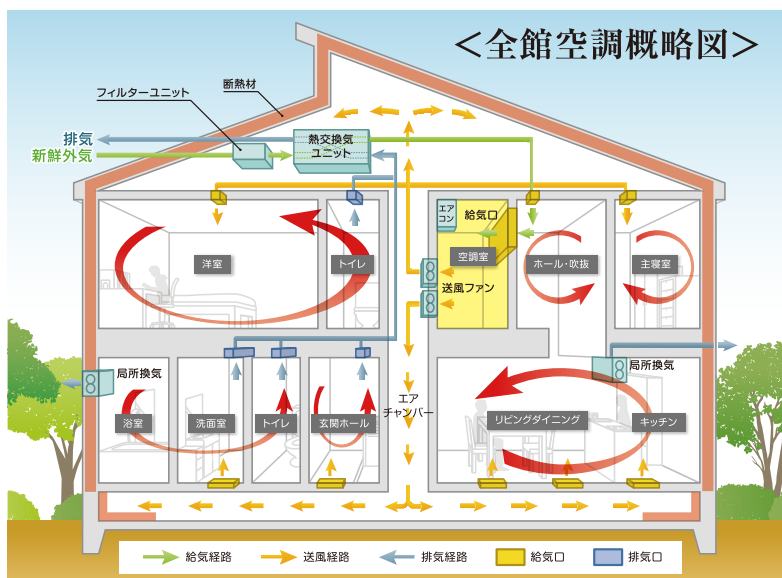 ＜全館空調概略図＞
断熱材
フィルターユニット
排気
新鮮外気
熱交換気
ユニット
エア
コン
給気口
洋室
トイレ
空調室
ホール・吹抜
主寝室
送風ファン
局所換気
局所換気
エア
チャンバー
浴室
洗面室
トイレ
玄関ホール
リビングダイニング
キッチン
給気経路
送風経路
排気経路
給気口
排気口